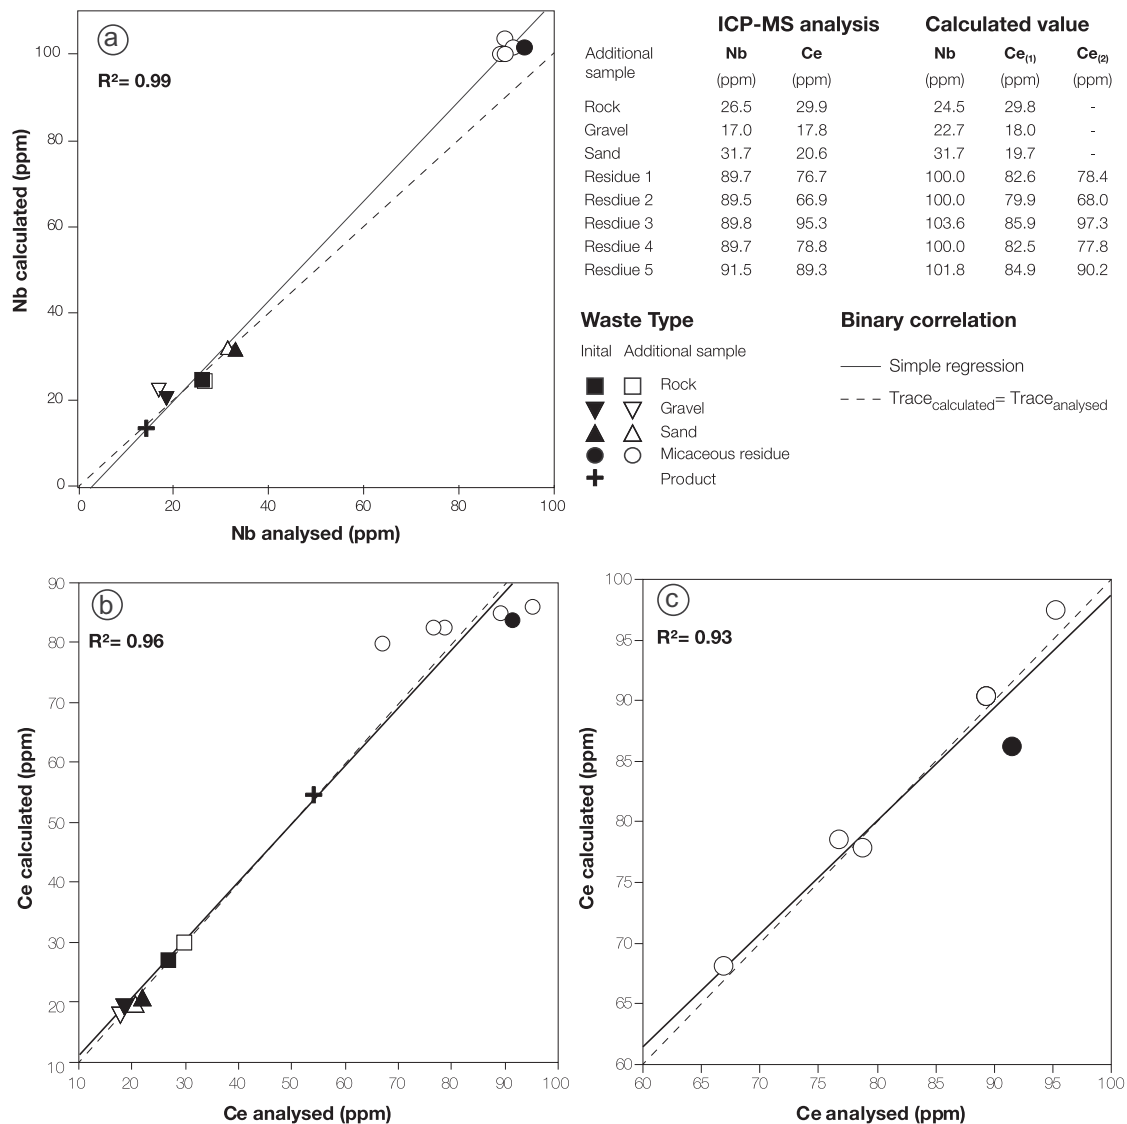 a
R²= 0.99
100
80
60
40
20
0
Nb calculated (ppm)
0 20 40 60 80 100
Nb analysed (ppm)
ICP-MS analysis Calculated value
Additional sample Nb Ce Nb Ce(1) Ce(2)
(ppm) (ppm) (ppm) (ppm) (ppm)
Rock 26.5 29.9 24.5 29.8 -
Gravel 17.0 17.8 22.7 18.0 -
Sand 31.7 20.6 31.7 19.7 -
Residue 1 89.7 76.7 100.0 82.6 78.4
Resdiue 2 89.5 66.9 100.0 79.9 68.0
Resdiue 3 89.8 95.3 103.6 85.9 97.3
Resdiue 4 89.7 78.8 100.0 82.5 77.8
Resdiue 5 91.5 89.3 101.8 84.9 90.2
Waste Type
Inital Additional sample
Rock
Gravel
Sand
Micaceous residue
Product
Binary correlation
Simple regression
Trace calculated= Trace analysed
b
R²= 0.96
90
80
70
60
50
40
30
20
10
Ce calculated (ppm)
10 20 30 40 50 60 70 80 90 100
Ce analysed (ppm)
c
R²= 0.93
100
95
90
85
80
75
70
65
60
Ce calculated (ppm)
60 65 70 75 80 85 90 95 100
Ce analysed (ppm)